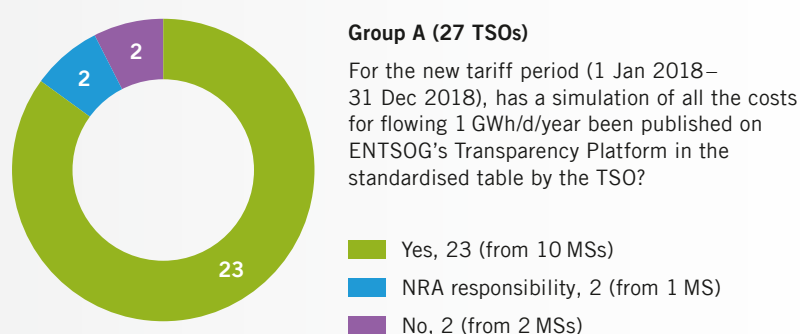 2
2
23
Group A (27 TSOs)
For the new tariff period (1 Jan 2018–
31 Dec 2018), has a simulation of all the costs
for flowing 1 GWh/d/year been published on
ENTSOG's Transparency Platform in the
standardised table by the TSO?
Yes, 23 (from 10 MSs)
NRA responsibility, 2 (from 1 MS)
No, 2 (from 2 MSs)